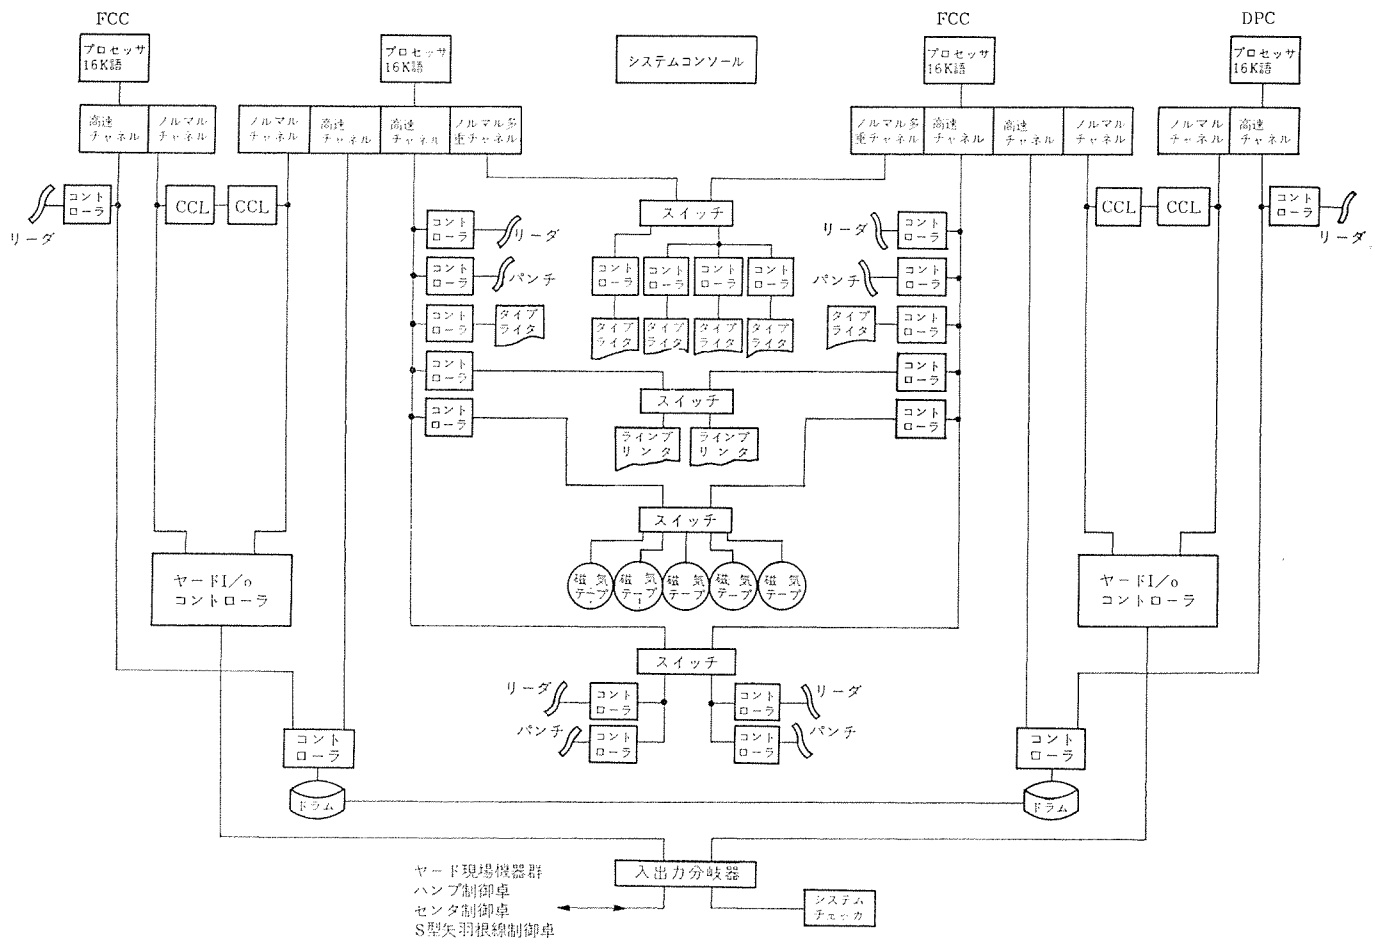 FCC
FCC
DPC
プロセッサ
16K語
プロセッサ
16K語
システムコンソール
プロセッサ
16K語
プロセッサ
16K語
高速
チャネル
ノルマル
チャネル
ノルマル
チャネル
高速
チャネル
高速
チャネル
ノルマル多
重チャネル
ノルマル多
重チャネル
高速
チャネル
高速
チャネル
ノルマル
チャネル
ノルマル
チャネル
高速
チャネル
コント
ローラ
リーダ
CCL
CCL
スイッチ
CCL
CCL
コント
ローラ
リーダ
コント
ローラ
リーダ
リーダ
コント
ローラ
コント
ローラ
パンチ
コント
ローラ
コント
ローラ
コント
ローラ
コント
ローラ
パンチ
コント
ローラ
コント
ローラ
タイプ
ライタ
タイプ
ライタ
タイプ
ライタ
タイプ
ライタ
タイプ
ライタ
タイプ
ライタ
コント
ローラ
コント
ローラ
コント
ローラ
スイッチ
コント
ローラ
コント
ローラ
ラインプ
リンタ
ラインプ
リンタ
スイッチ
磁気
テープ
磁気
テープ
磁気
テープ
磁気
テープ
磁気
テープ
ヤードI/o
コントローラ
ヤードI/o
コントローラ
スイッチ
リーダ
コント
ローラ
コント
ローラ
リーダ
パンチ
コント
ローラ
コント
ローラ
パンチ
コント
ローラ
コント
ローラ
ドラム
ドラム
入出力分岐器
ヤード現場機器群
ハンプ制御卓
センタ制御卓
S型矢羽根線制御卓
システム
チェッカ